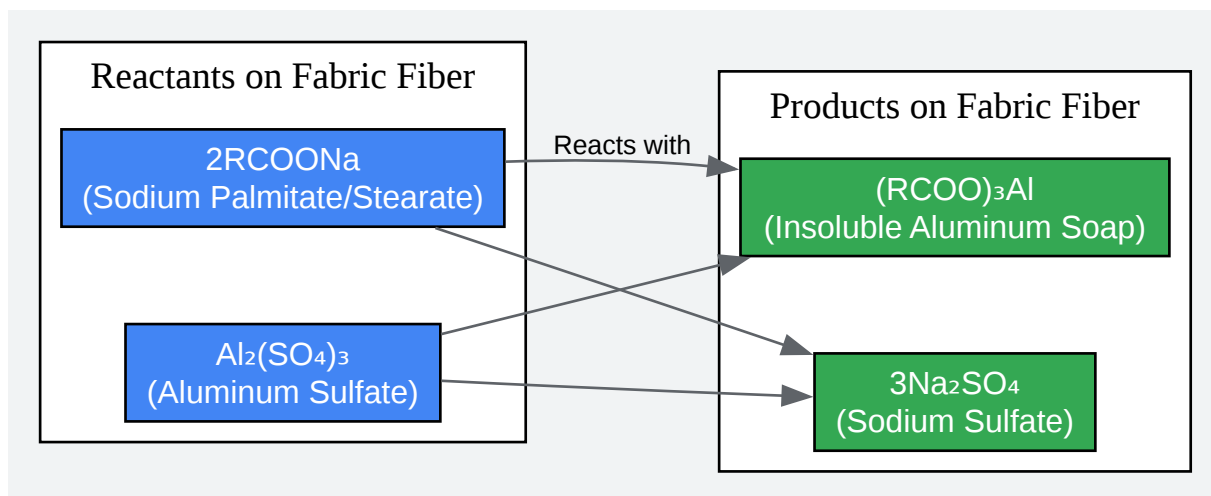 Reactants on Fabric Fiber
2RCOONa
(Sodium Palmitate/Stearate)
Al₂(SO₄)₃
(Aluminum Sulfate)
Reacts with
Products on Fabric Fiber
(RCOO)₃Al
(Insoluble Aluminum Soap)
3Na₂SO₄
(Sodium Sulfate)